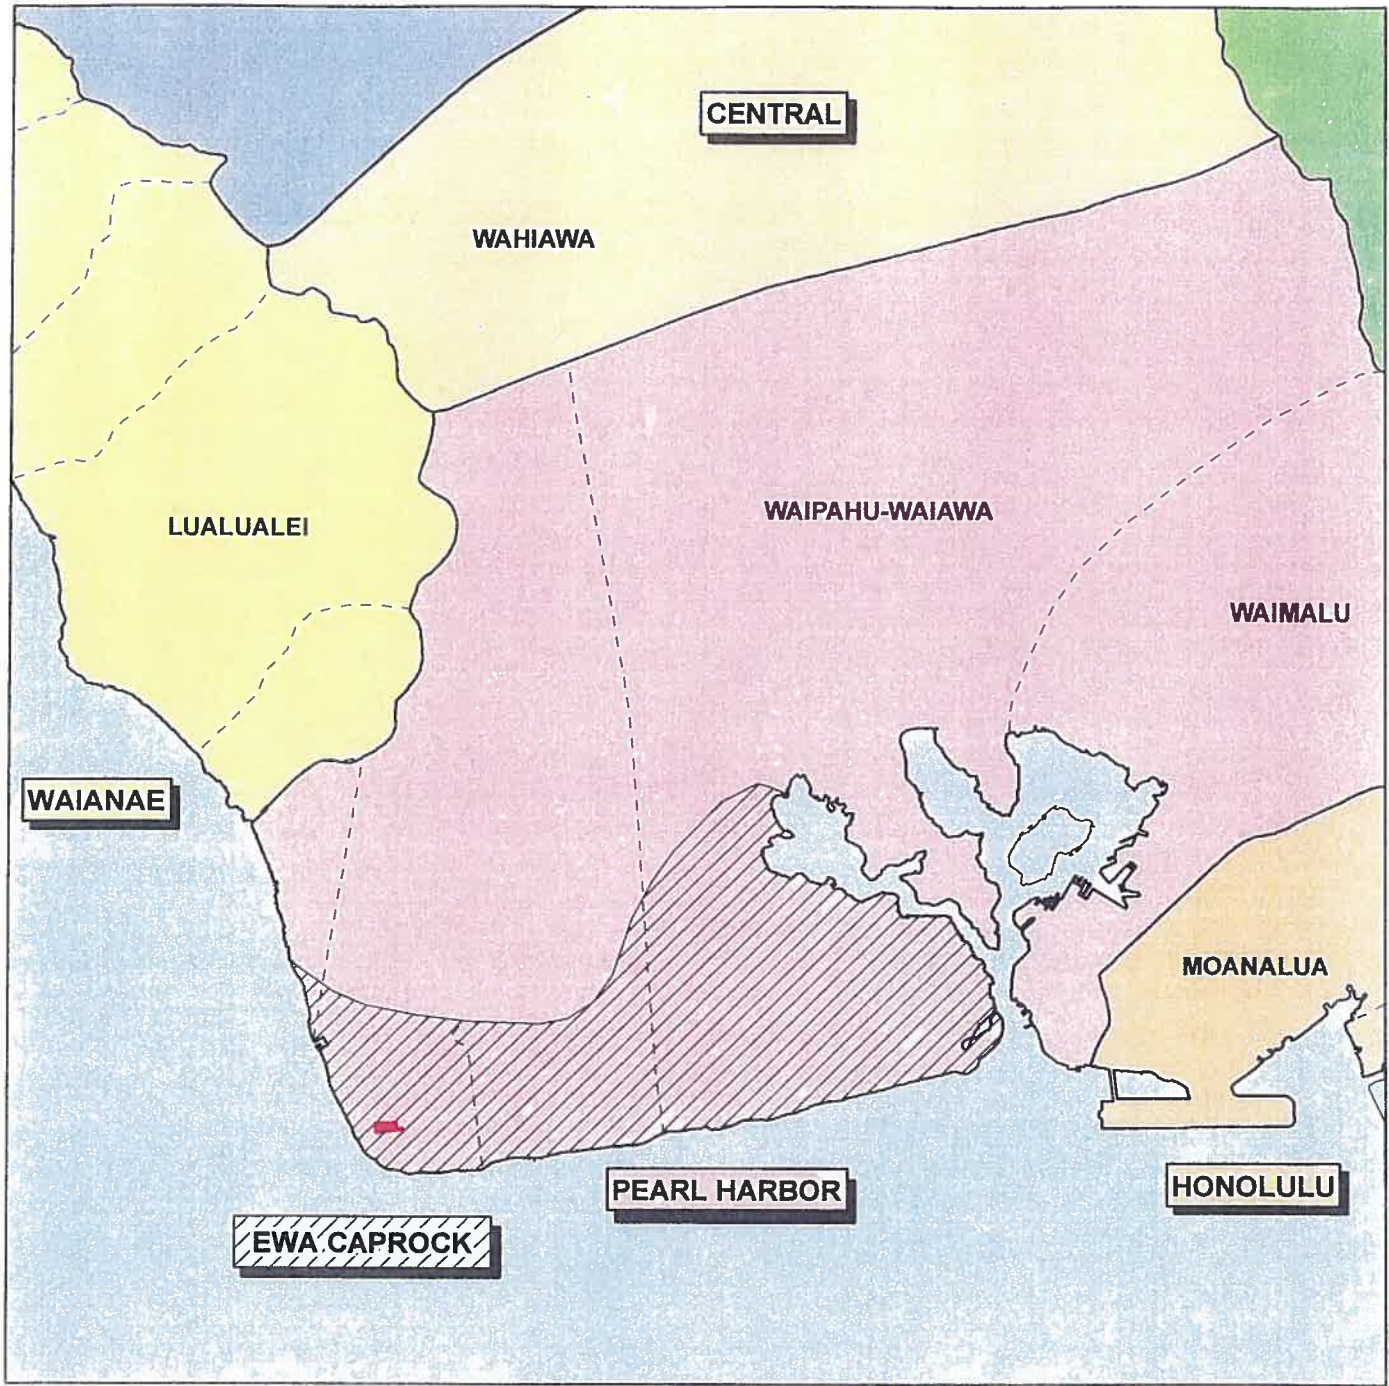 CENTRAL
WAHIAWA
WAIPAHU-WAIAWA
LUALUALEI
WAIMALU
WAIANAE
MOANALUA
PEARL HARBOR
HONOLULU
EWA CAPROCK